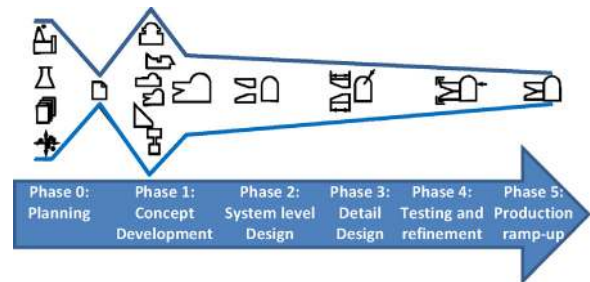 Phase 0:
Planning
Phase 1:
Concept
Development
Phase 2:
System level
Design
Phase 3:
Detail
Design
Phase 4:
Testing and
refinement
Phase 5:
Production
ramp-up